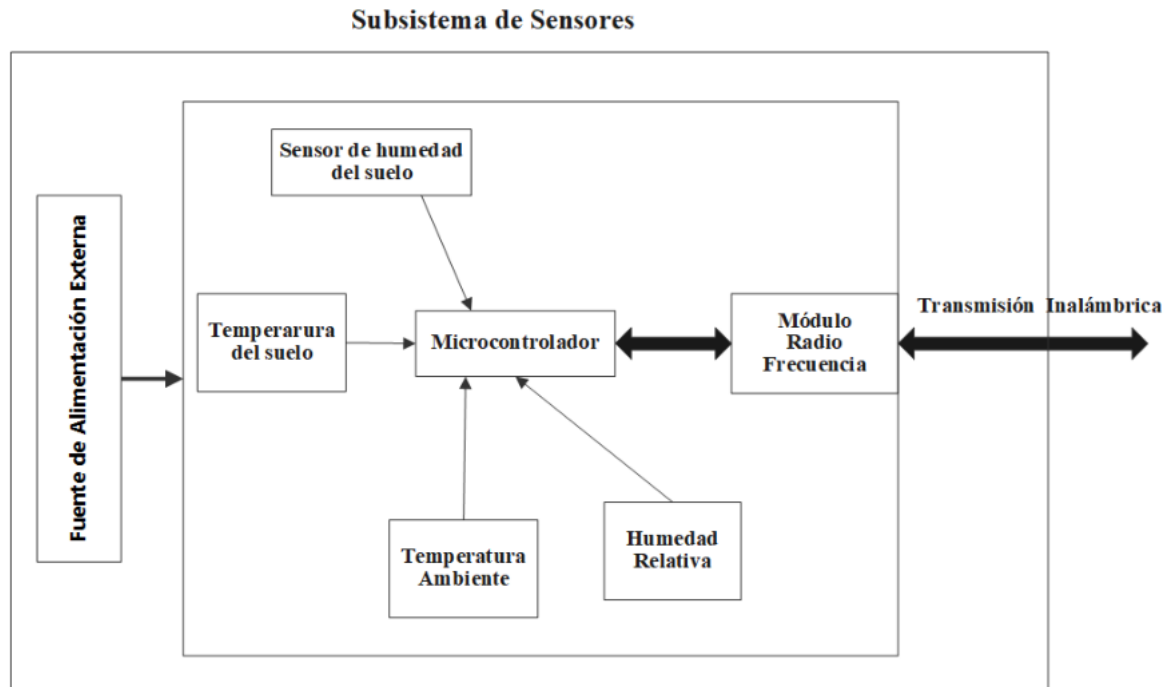 Subsistema de Sensores
Sensor de humedad
del suelo
Fuente de Alimentación Externa
Temperarura
del suelo
Microcontrolador
Módulo
Radio
Frecuencia
Transmisión Inalámbrica
Temperatura
Ambiente
Humedad
Relativa